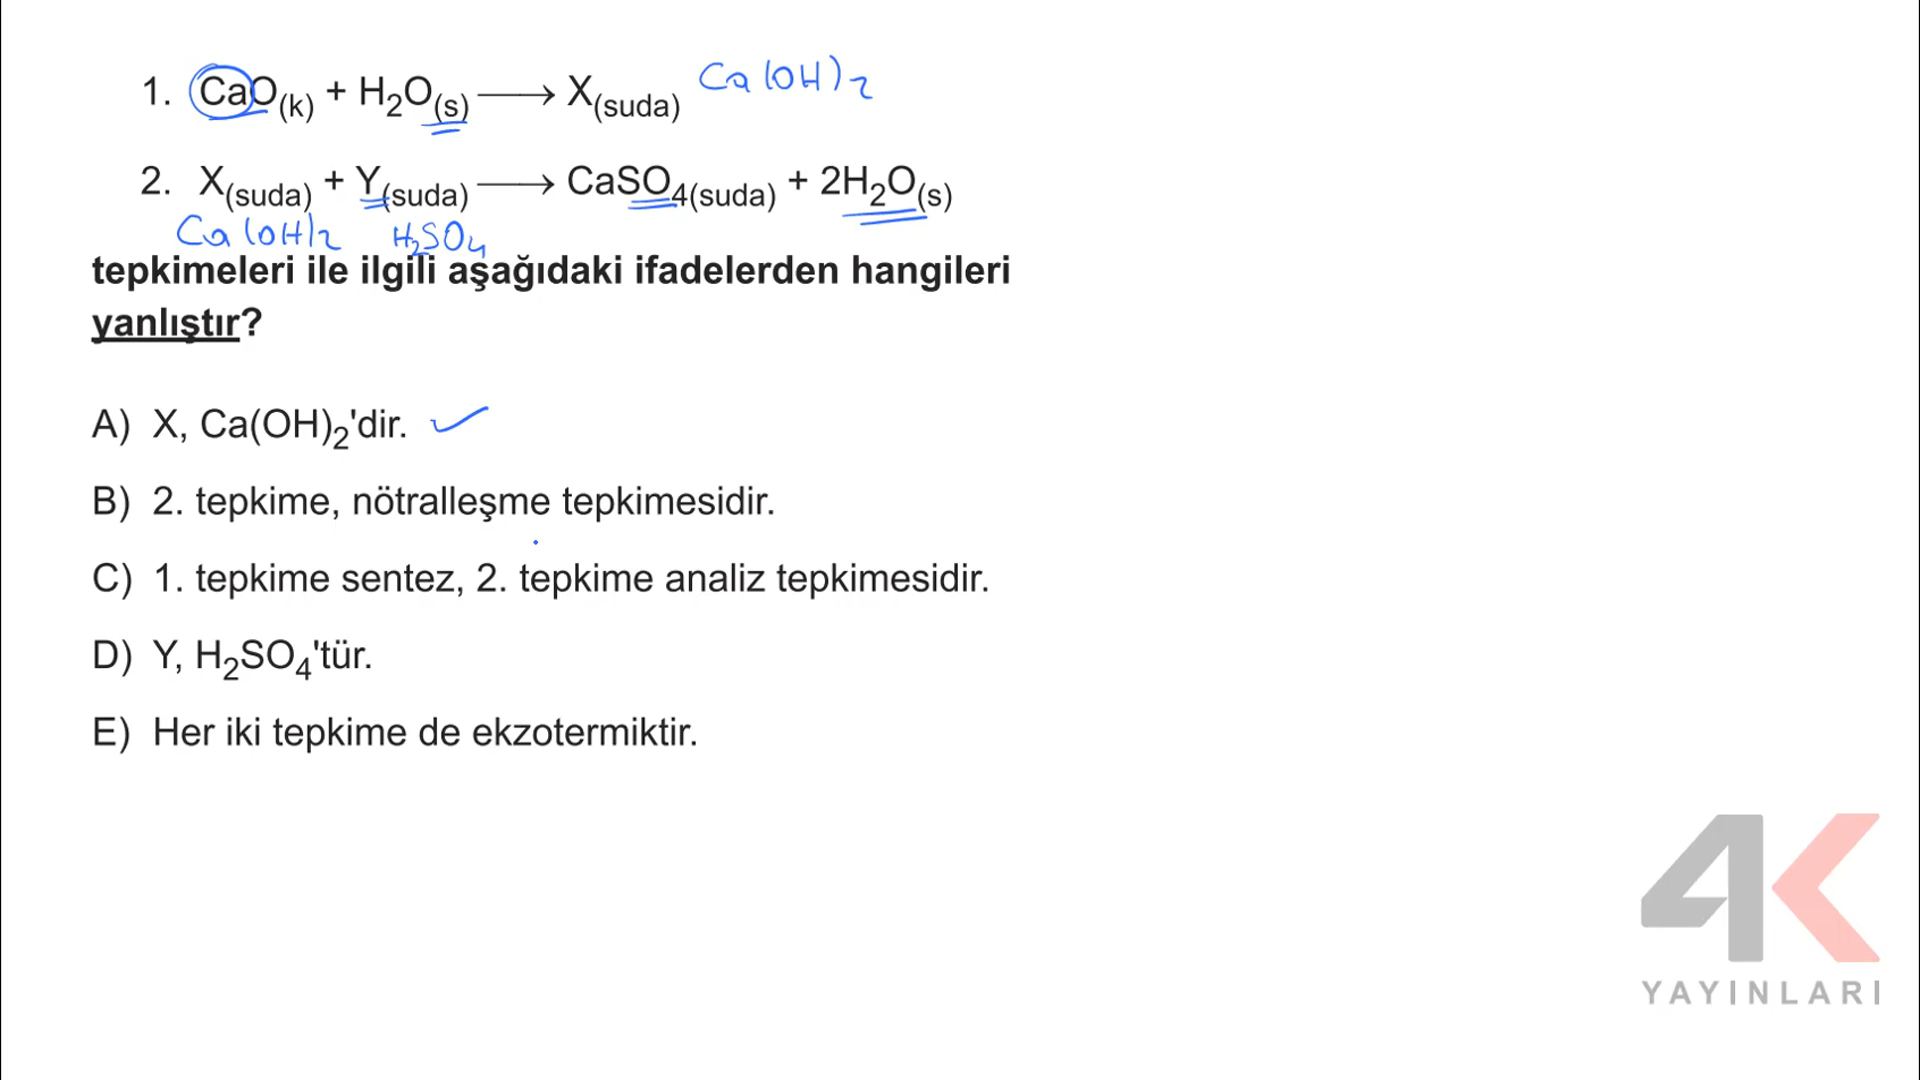 1. CaO(k) + H₂O(s) ⟶ X(suda) Ca(OH)₂
2. X(suda) + Y(suda) ⟶ CaSO₄(suda) + 2H₂O(s)
Ca(OH)₂ H₂SO₄
tepkimeleri ile ilgili aşağıdaki ifadelerden hangileri
yanlıştır?
A) X, Ca(OH)₂'dir. ✓
B) 2. tepkime, nötralleşme tepkimesidir.
C) 1. tepkime sentez, 2. tepkime analiz tepkimesidir.
D) Y, H₂SO₄'tür.
E) Her iki tepkime de ekzotermiktir.
4K
YAYINLARI